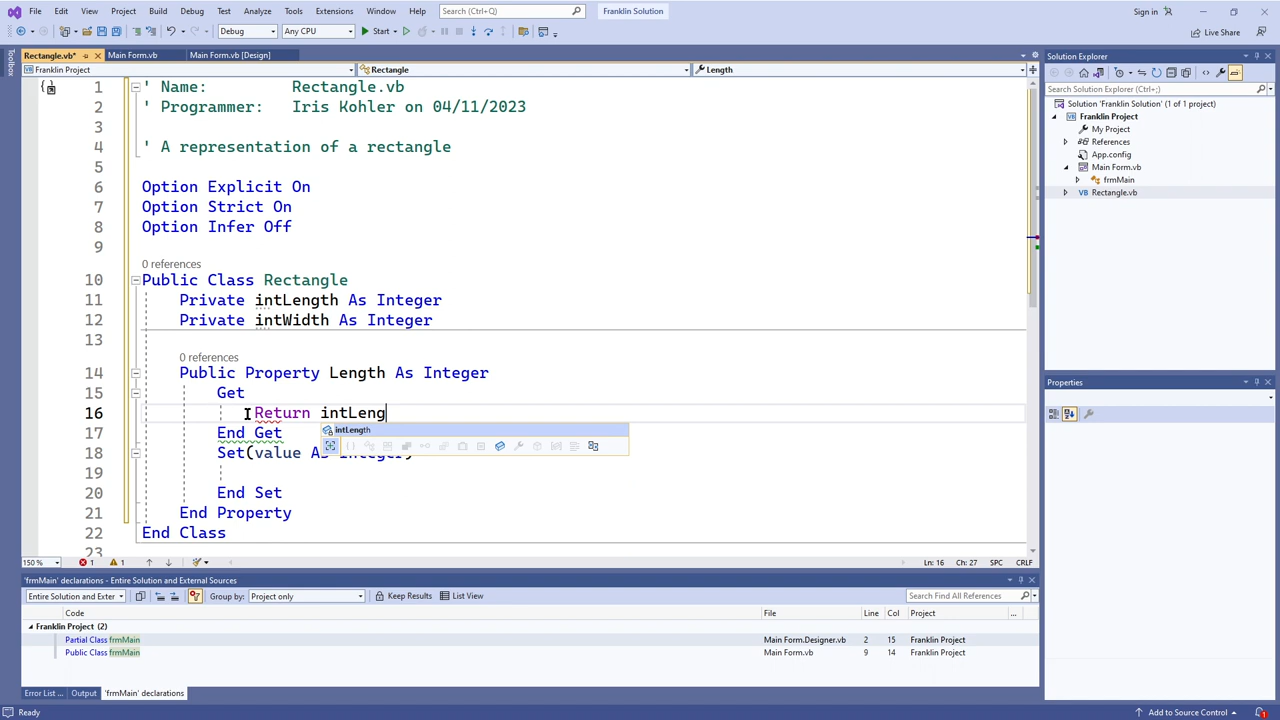 File Edit View Project Build Debug Test Analyze Tools Extensions Window Help Search (Ctrl+Q) Franklin Solution Sign in
Debug Any CPU Start Live Share
Toolbox
Rectangle.vb* Main Form.vb Main Form.vb [Design]
Franklin Project Rectangle Length
1 ' Name: Rectangle.vb
2 ' Programmer: Iris Kohler on 04/11/2023
3
4 ' A representation of a rectangle
5
6 Option Explicit On
7 Option Strict On
8 Option Infer Off
9
0 references
10 Public Class Rectangle
11 Private intLength As Integer
12 Private intWidth As Integer
13
0 references
14 Public Property Length As Integer
15 Get
16 Return intLeng
intLength
17 End Get
18 Set(value As Integer)
19
20 End Set
21 End Property
22 End Class
23
150 % 1 1 Ln: 16 Ch: 27 SPC CRLF
'frmMain' declarations - Entire Solution and External Sources
Entire Solution and Exter Group by: Project only Keep Results List View Search Find All References
Code File Line Col Project ...
Franklin Project (2)
Partial Class frmMain Main Form.Designer.vb 2 15 Franklin Project
Public Class frmMain Main Form.vb 9 14 Franklin Project
Error List ... Output 'frmMain' declarations
Ready Add to Source Control 1
Solution Explorer
Search Solution Explorer (Ctrl+;)
Solution 'Franklin Solution' (1 of 1 project)
VB Franklin Project
My Project
References
App.config
Main Form.vb
frmMain
VB Rectangle.vb
Properties